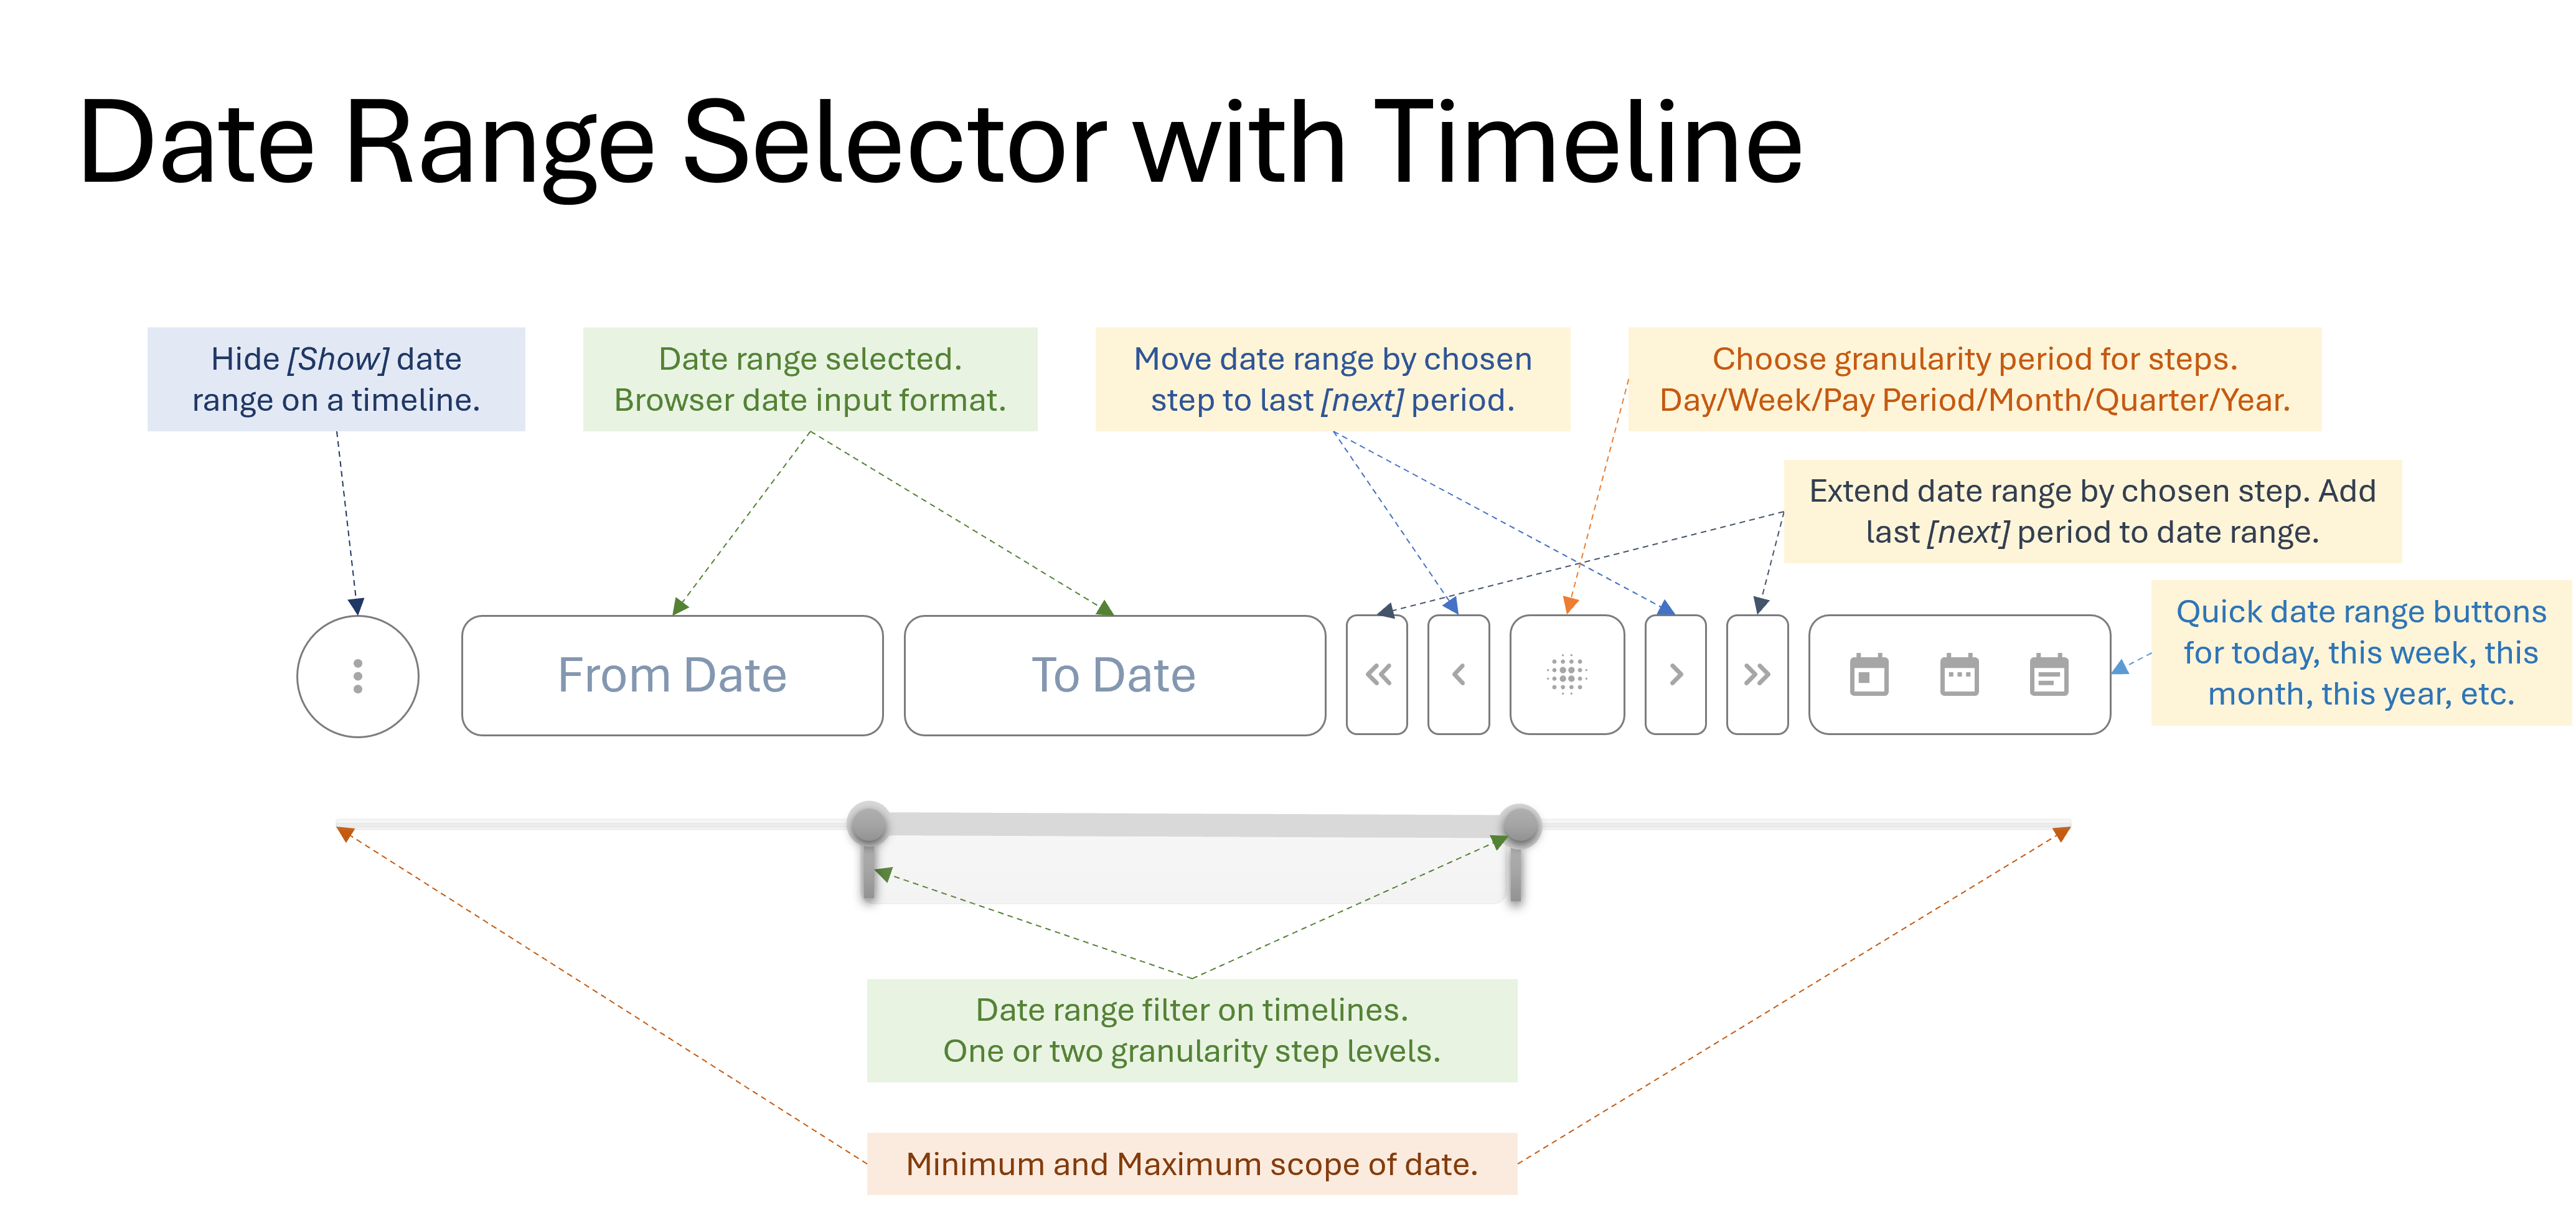 Date Range Selector with Timeline
Hide [Show] date
range on a timeline.
Date range selected.
Browser date input format.
Move date range by chosen
step to last [next] period.
Choose granularity period for steps.
Day/Week/Pay Period/Month/Quarter/Year.
Extend date range by chosen step. Add
last [next] period to date range.
Quick date range buttons
for today, this week, this
month, this year, etc.
From Date
To Date
Date range filter on timelines.
One or two granularity step levels.
Minimum and Maximum scope of date.